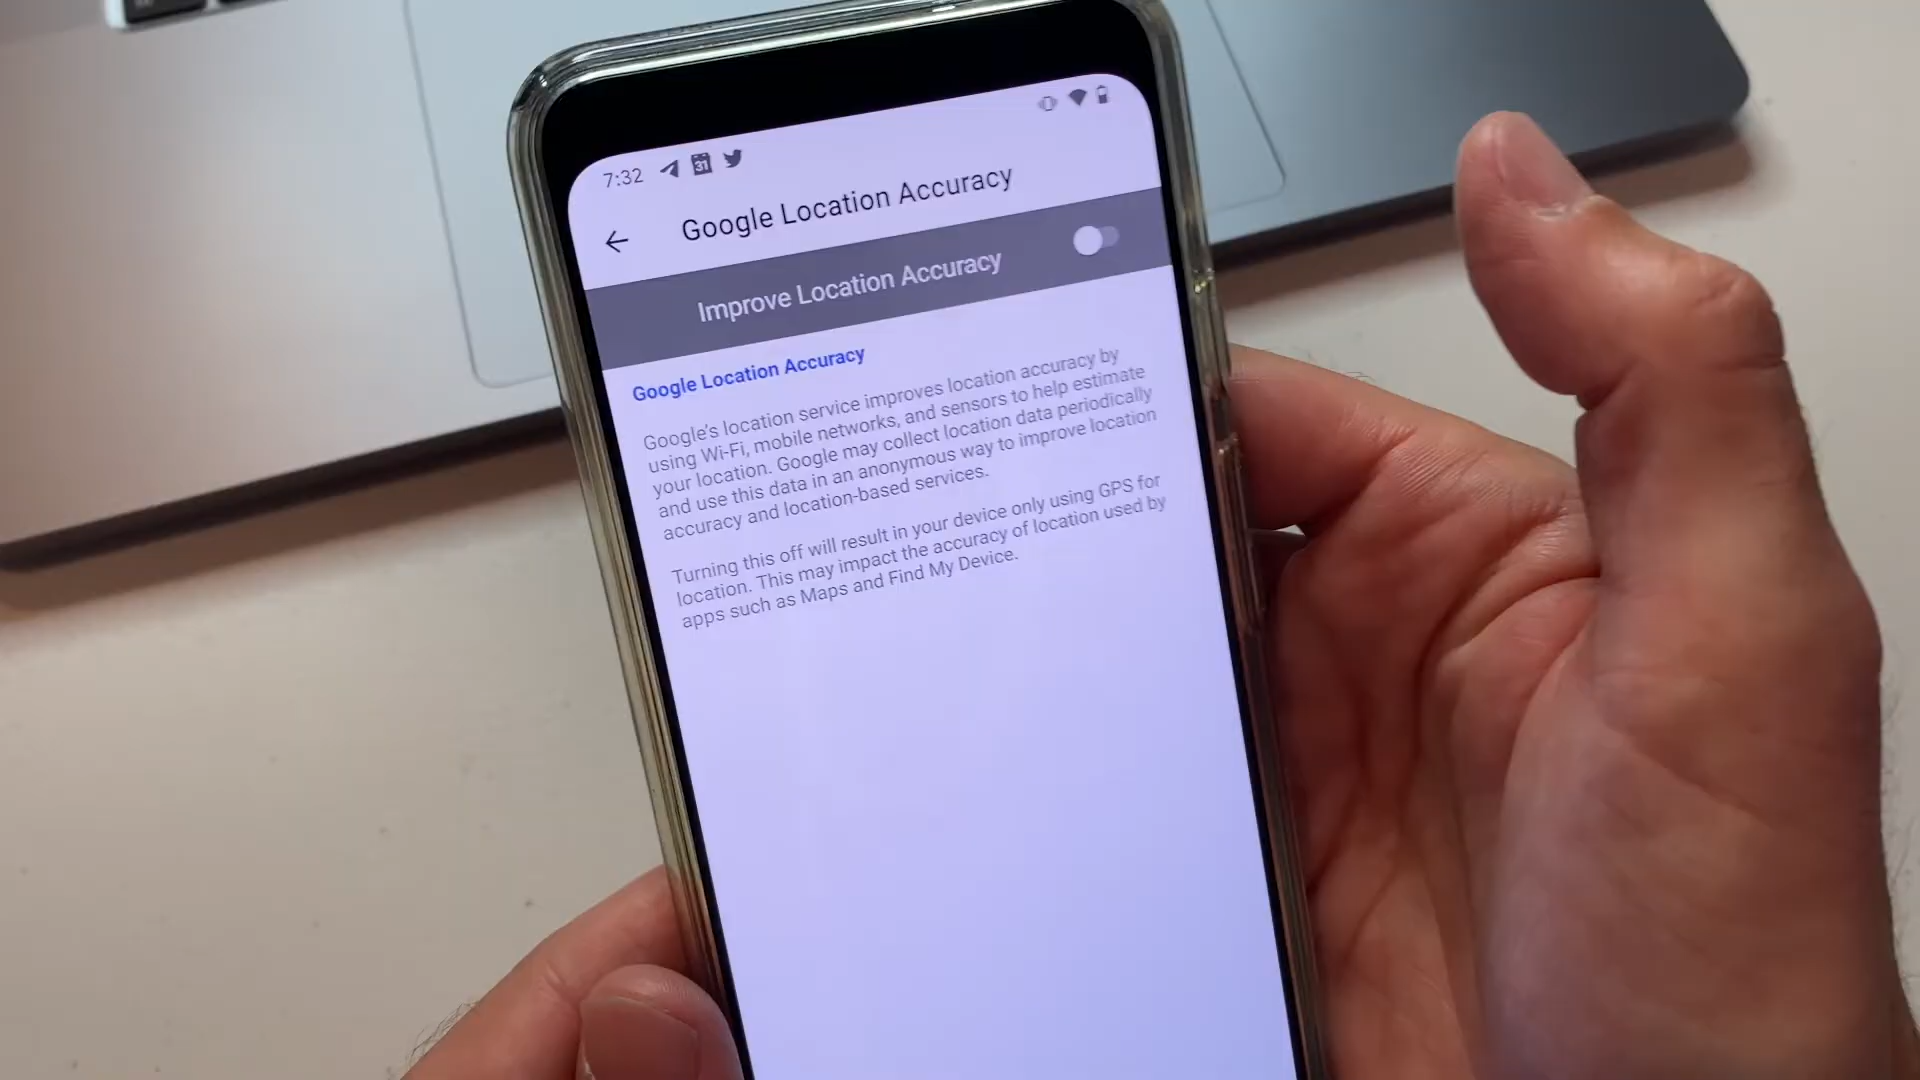 7:32
31
Google Location Accuracy
Improve Location Accuracy
Google Location Accuracy
Google's location service improves location accuracy by
using Wi-Fi, mobile networks, and sensors to help estimate
your location. Google may collect location data periodically
and use this data in an anonymous way to improve location
accuracy and location-based services.
Turning this off will result in your device only using GPS for
location. This may impact the accuracy of location used by
apps such as Maps and Find My Device.